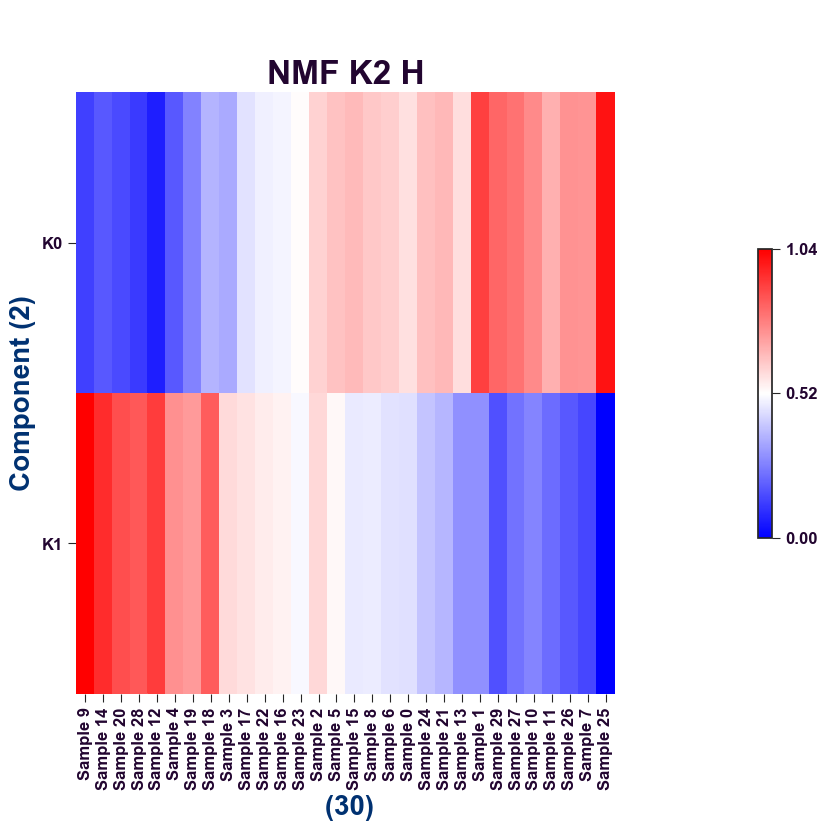 NMF K2 H
K0
K1
Component (2)
1.04
0.52
0.00
Sample 9
Sample 14
Sample 20
Sample 28
Sample 12
Sample 4
Sample 19
Sample 18
Sample 3
Sample 17
Sample 22
Sample 16
Sample 23
Sample 2
Sample 5
Sample 15
Sample 8
Sample 6
Sample 0
Sample 24
Sample 21
Sample 13
Sample 1
Sample 29
Sample 27
Sample 10
Sample 11
Sample 26
Sample 7
Sample 25
(30)